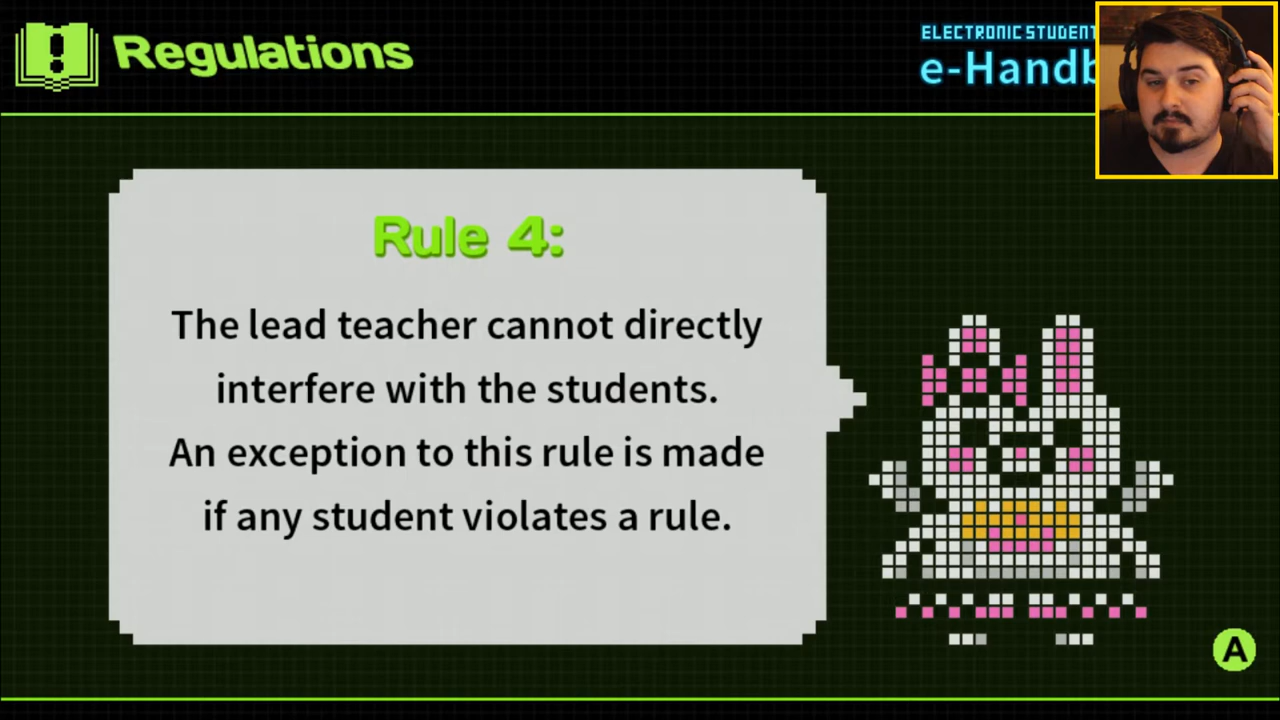 Regulations
ELECTRONIC STUDENT
Rule 4:
The lead teacher cannot directly
interfere with the students.
An exception to this rule is made
if any student violates a rule.
A